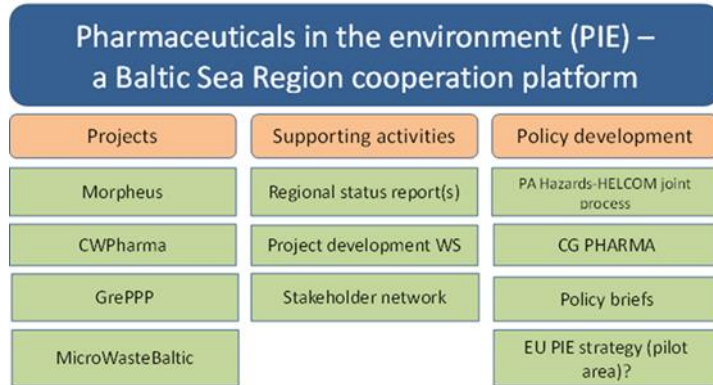 Pharmaceuticals in the environment (PIE) –
a Baltic Sea Region cooperation platform
Projects
Morpheus
CWPharma
GrePPP
MicroWasteBaltic
Supporting activities
Regional status report(s)
Project development WS
Stakeholder network
Policy development
PA Hazards-HELCOM joint
process
CG PHARMA
Policy briefs
EU PIE strategy (pilot
area)?